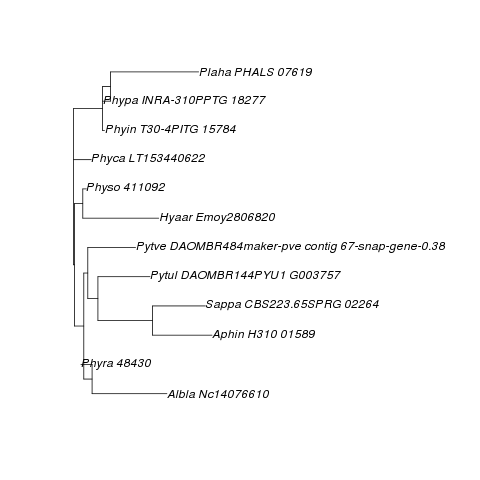 Plaha PHALS 07619
Phypa INRA-310PPTG 18277
Phyin T30-4PITG 15784
Phyca LT153440622
Physo 411092
Hyaar Emoy2806820
Pytve DAOMBR484maker-pve contig 67-snap-gene-0.38
Pytul DAOMBR144PYU1 G003757
Sappa CBS223.65SPRG 02264
Aphin H310 01589
Phyra 48430
Albla Nc14076610